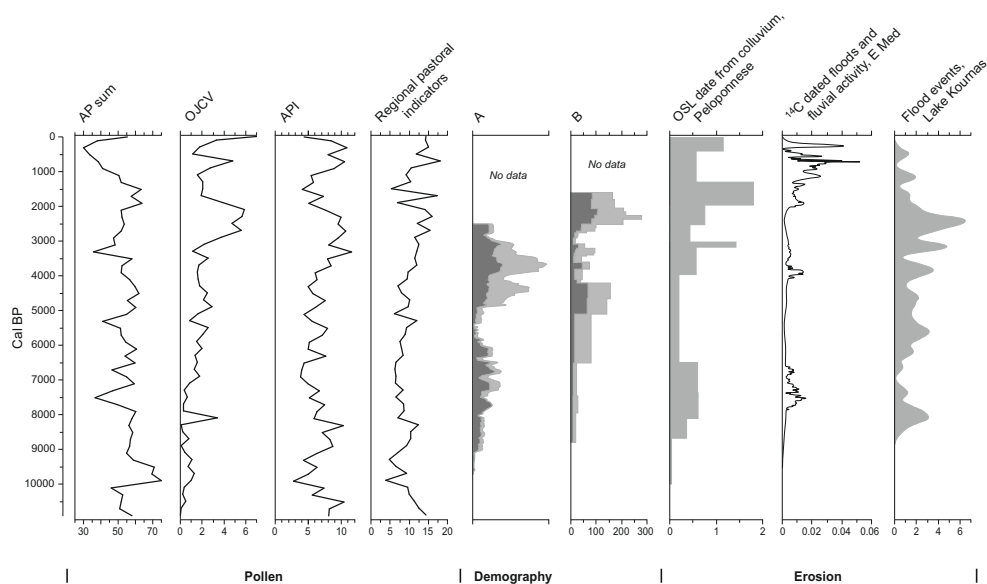 AP sum
OJCV
API
Regional pastoral
indicators
A
B
OSL date from colluvium,
Peloponnese
¹⁴C dated floods and
fluvial activity, E Med
Flood events,
Lake Kournas
No data
No data
Cal BP
0
1000
2000
3000
4000
5000
6000
7000
8000
9000
10000
30 45 60 75
0 2 4 6
0 5 10
0 5 10 15 20
0 100 200 300
0 1 2
0 0.02 0.04 0.06
0 2 4 6
Pollen
Demography
Erosion